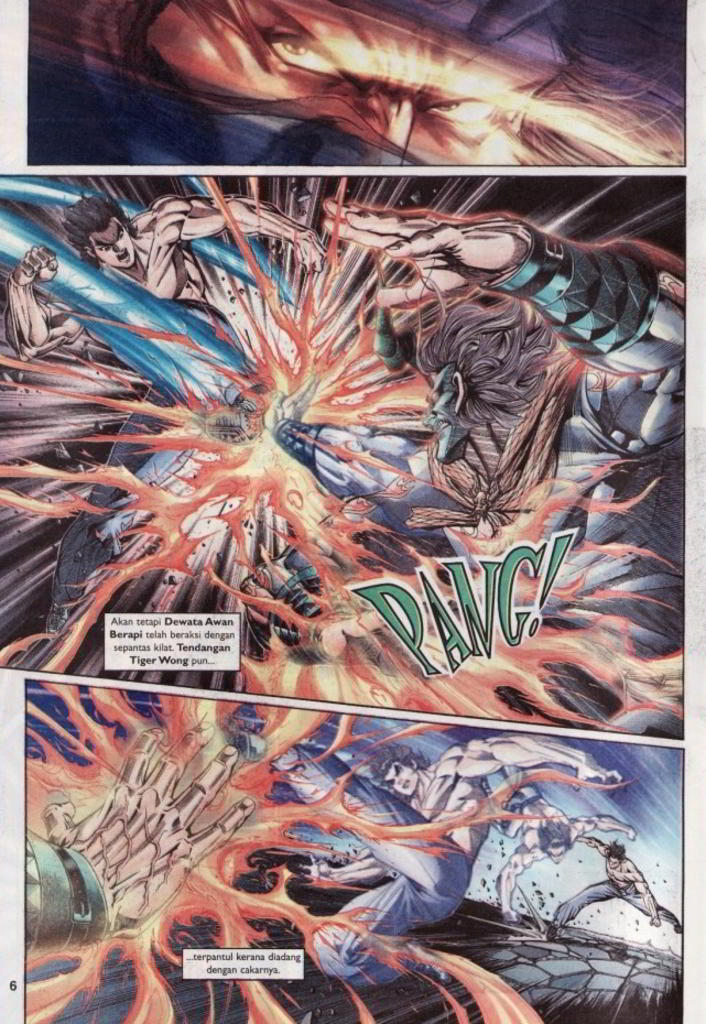 Akan tetapi Dewata Awan
Berapi telah beraksi dengan
sepantas kilat. Tendangan
Tiger Wong pun...
PANG!
...terpantul kerana diadang
dengan cakarnya.
6